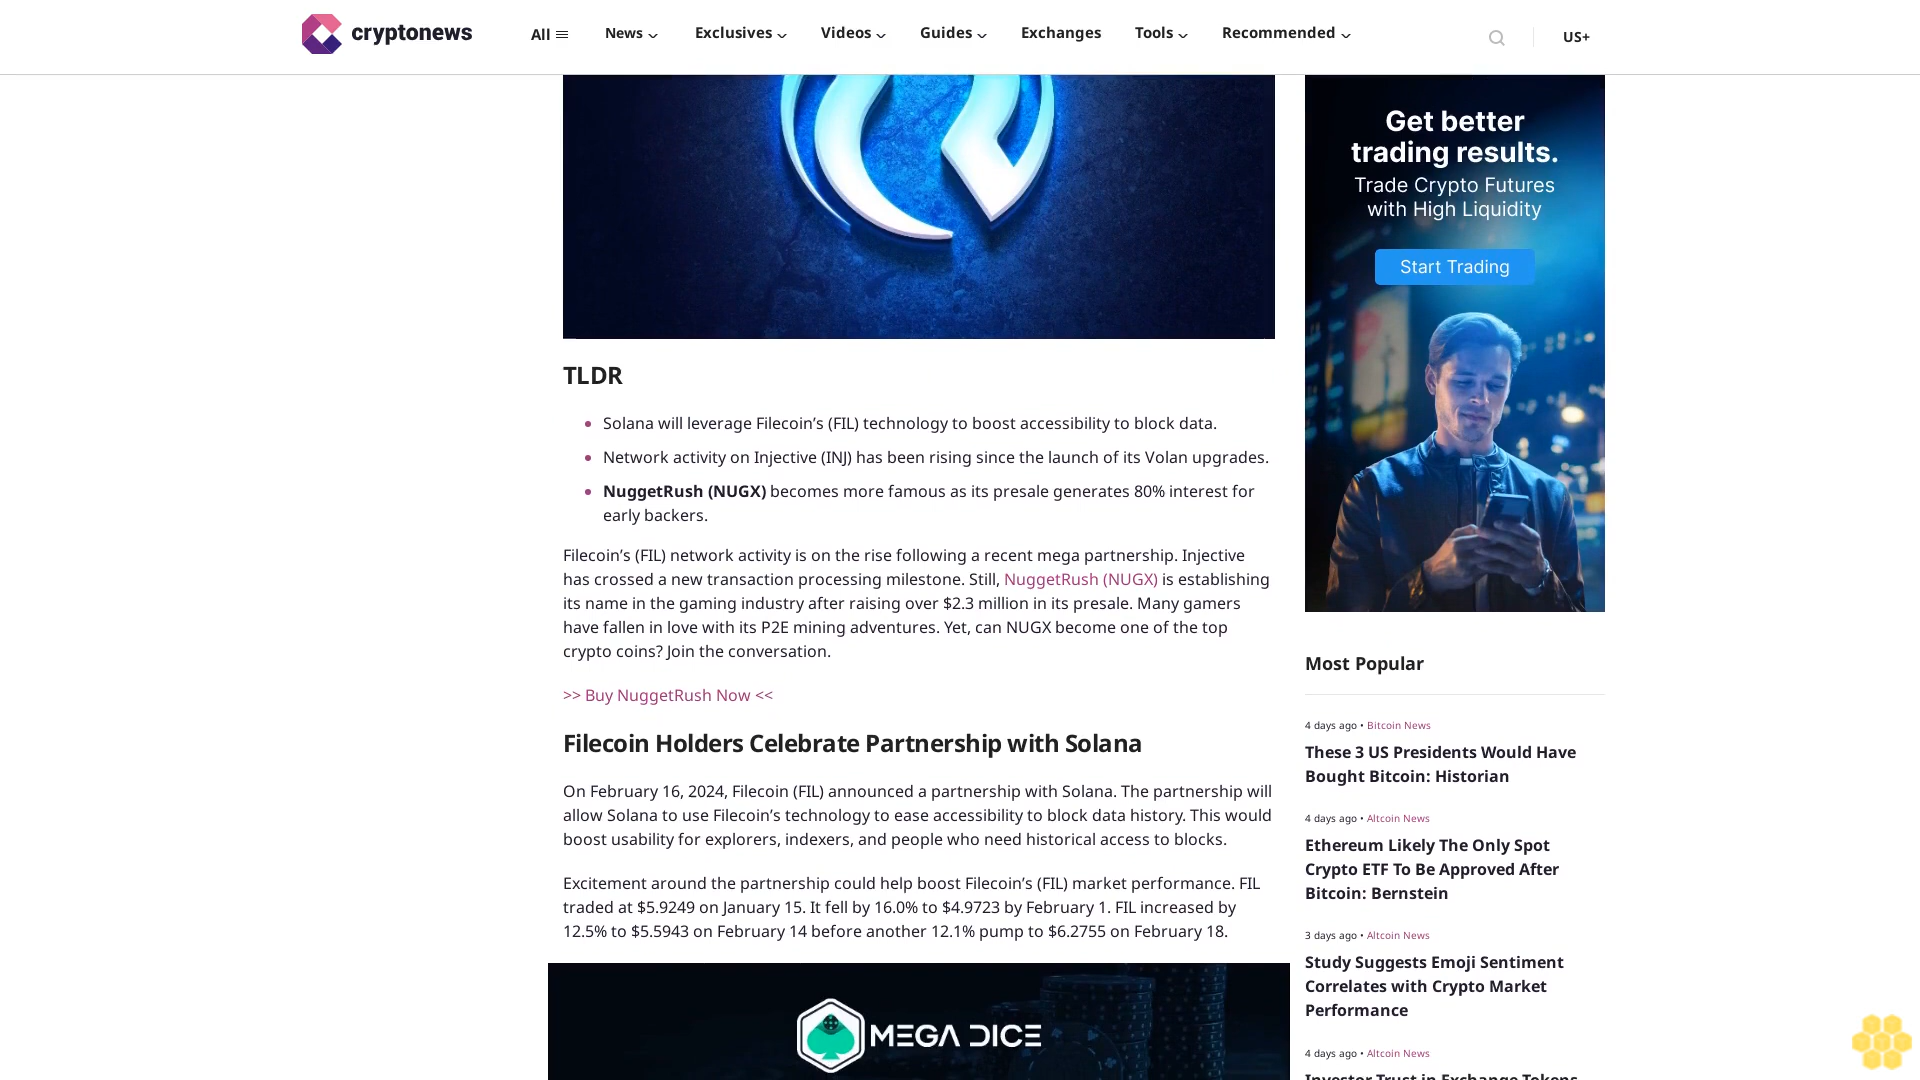 cryptonews
All
News
Exclusives
Videos
Guides
Exchanges
Tools
Recommended
US+
Get better
trading results.
Trade Crypto Futures
with High Liquidity
Start Trading
TLDR
Solana will leverage Filecoin’s (FIL) technology to boost accessibility to block data.
Network activity on Injective (INJ) has been rising since the launch of its Volan upgrades.
NuggetRush (NUGX) becomes more famous as its presale generates 80% interest for
early backers.
Filecoin’s (FIL) network activity is on the rise following a recent mega partnership. Injective
has crossed a new transaction processing milestone. Still, NuggetRush (NUGX) is establishing
its name in the gaming industry after raising over $2.3 million in its presale. Many gamers
have fallen in love with its P2E mining adventures. Yet, can NUGX become one of the top
crypto coins? Join the conversation.
>> Buy NuggetRush Now <<
Filecoin Holders Celebrate Partnership with Solana
On February 16, 2024, Filecoin (FIL) announced a partnership with Solana. The partnership will
allow Solana to use Filecoin’s technology to ease accessibility to block data history. This would
boost usability for explorers, indexers, and people who need historical access to blocks.
Excitement around the partnership could help boost Filecoin’s (FIL) market performance. FIL
traded at $5.9249 on January 15. It fell by 16.0% to $4.9723 by February 1. FIL increased by
12.5% to $5.5943 on February 14 before another 12.1% pump to $6.2755 on February 18.
MEGA DICE
Most Popular
4 days ago • Bitcoin News
These 3 US Presidents Would Have
Bought Bitcoin: Historian
4 days ago • Altcoin News
Ethereum Likely The Only Spot
Crypto ETF To Be Approved After
Bitcoin: Bernstein
3 days ago • Altcoin News
Study Suggests Emoji Sentiment
Correlates with Crypto Market
Performance
4 days ago • Altcoin News
Investor Trust in Exchange Tokens